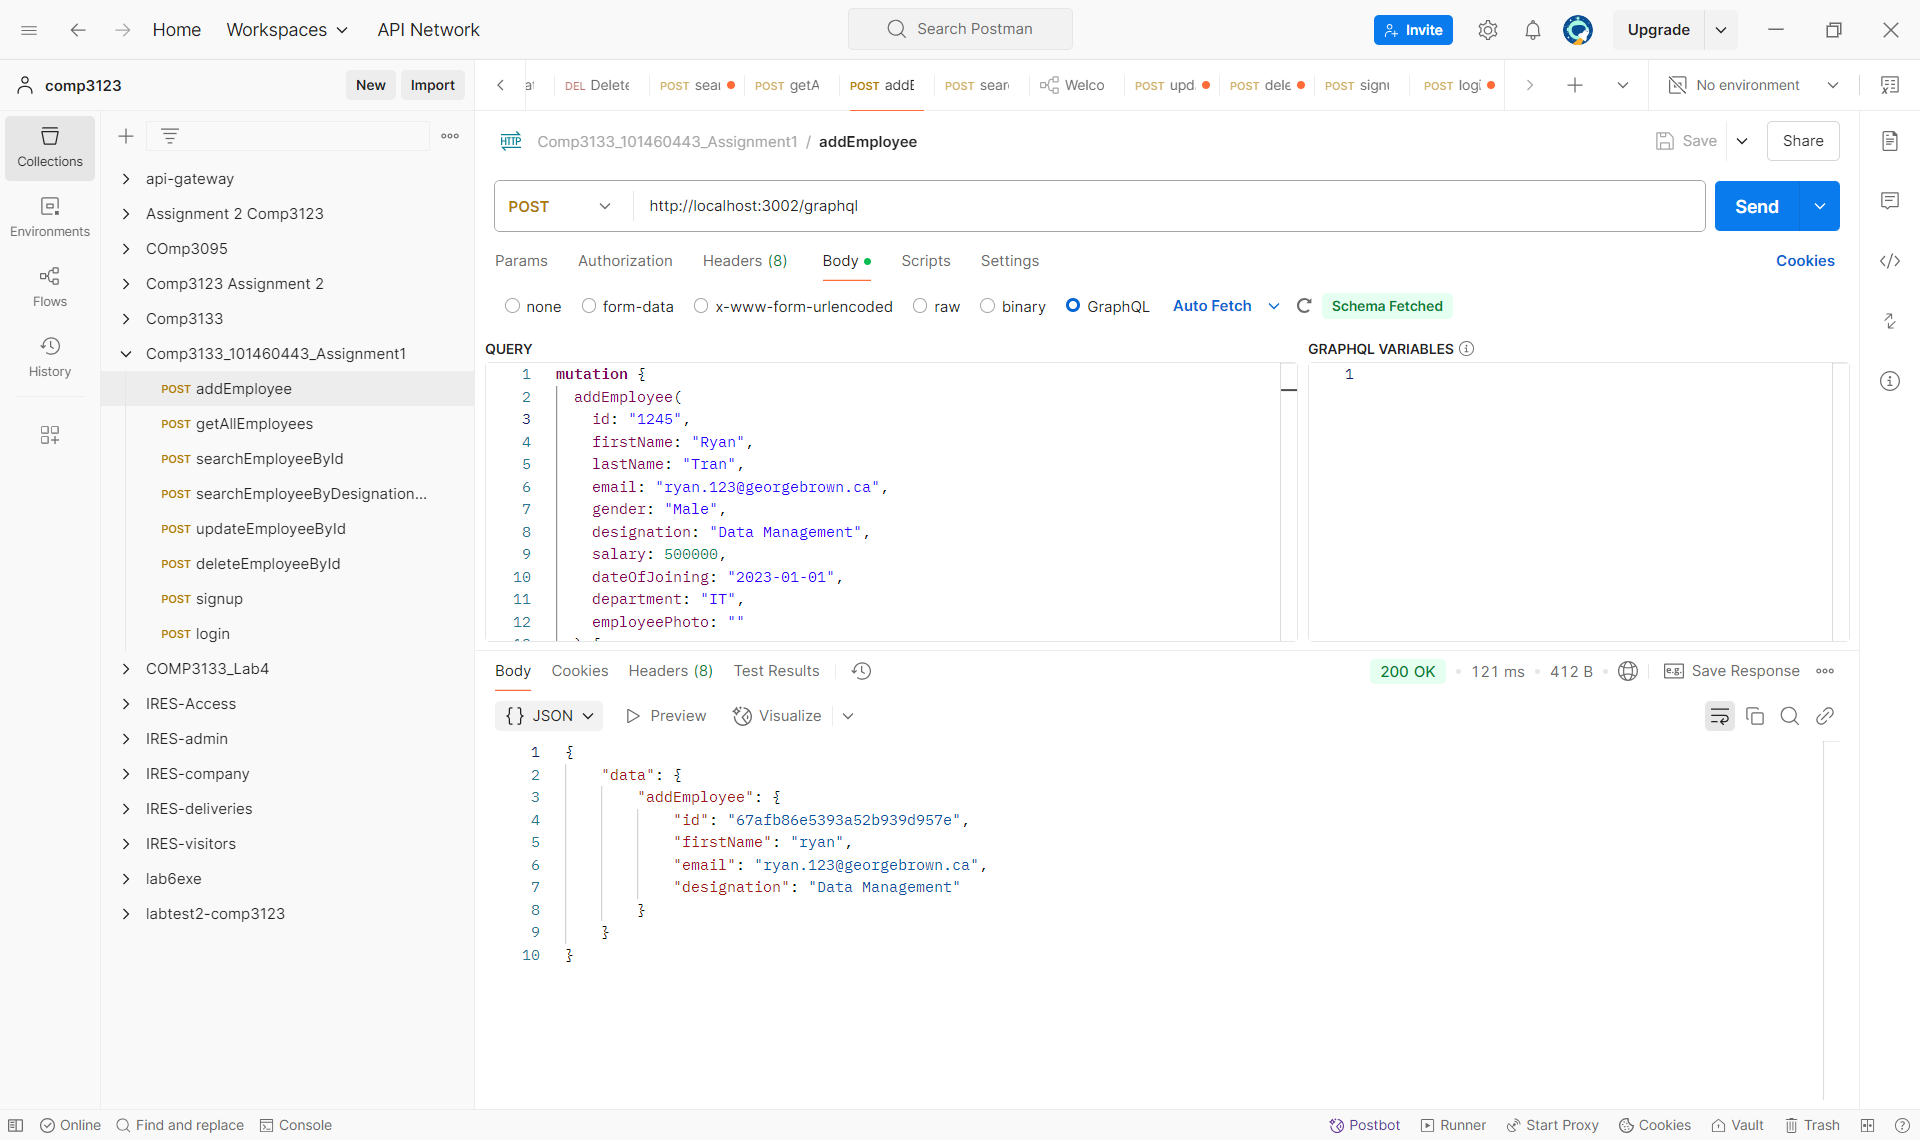 Home Workspaces API Network Search Postman Invite Upgrade
comp3123 New Import DEL Delete POST sear POST getA POST addE POST sear Welco POST upd. POST dele POST signu POST logi No environment
Collections
Environments
Flows
History
api-gateway
Assignment 2 Comp3123
COmp3095
Comp3123 Assignment 2
Comp3133
Comp3133_101460443_Assignment1
POST addEmployee
POST getAllEmployees
POST searchEmployeeById
POST searchEmployeeByDesignation...
POST updateEmployeeById
POST deleteEmployeeById
POST signup
POST login
COMP3133_Lab4
IRES-Access
IRES-admin
IRES-company
IRES-deliveries
IRES-visitors
lab6exe
labtest2-comp3123
HTTP Comp3133_101460443_Assignment1 / addEmployee Save Share
POST http://localhost:3002/graphql Send
Params Authorization Headers (8) Body Scripts Settings Cookies
none form-data x-www-form-urlencoded raw binary GraphQL Auto Fetch Schema Fetched
QUERY
1 mutation {
2 addEmployee(
3 id: "1245",
4 firstName: "Ryan",
5 lastName: "Tran",
6 email: "ryan.123@georgebrown.ca",
7 gender: "Male",
8 designation: "Data Management",
9 salary: 500000,
10 dateOfJoining: "2023-01-01",
11 department: "IT",
12 employeePhoto: ""
GRAPHQL VARIABLES
1
Body Cookies Headers (8) Test Results 200 OK • 121 ms • 412 B • e.g. Save Response
{} JSON Preview Visualize
1 {
2 "data": {
3 "addEmployee": {
4 "id": "67afb86e5393a52b939d957e",
5 "firstName": "ryan",
6 "email": "ryan.123@georgebrown.ca",
7 "designation": "Data Management"
8 }
9 }
10 }
Online Find and replace Console Postbot Runner Start Proxy Cookies Vault Trash